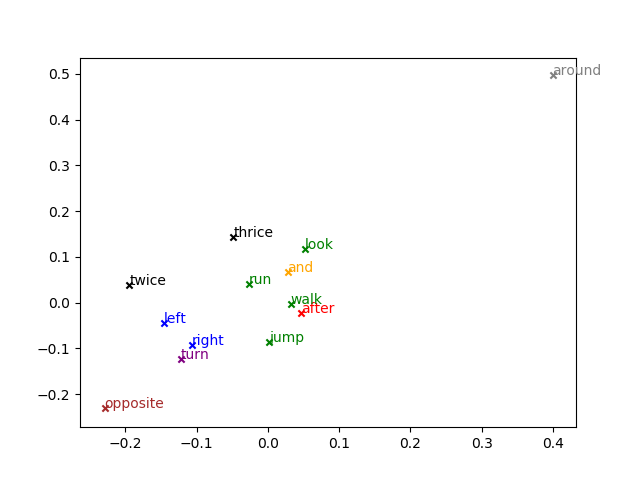 around
0.5
0.4
0.3
0.2
thrice
look
0.1
and
twice
run
0.0
walk
after
left
right
jump
−0.1
turn
−0.2
opposite
−0.2 −0.1 0.0 0.1 0.2 0.3 0.4